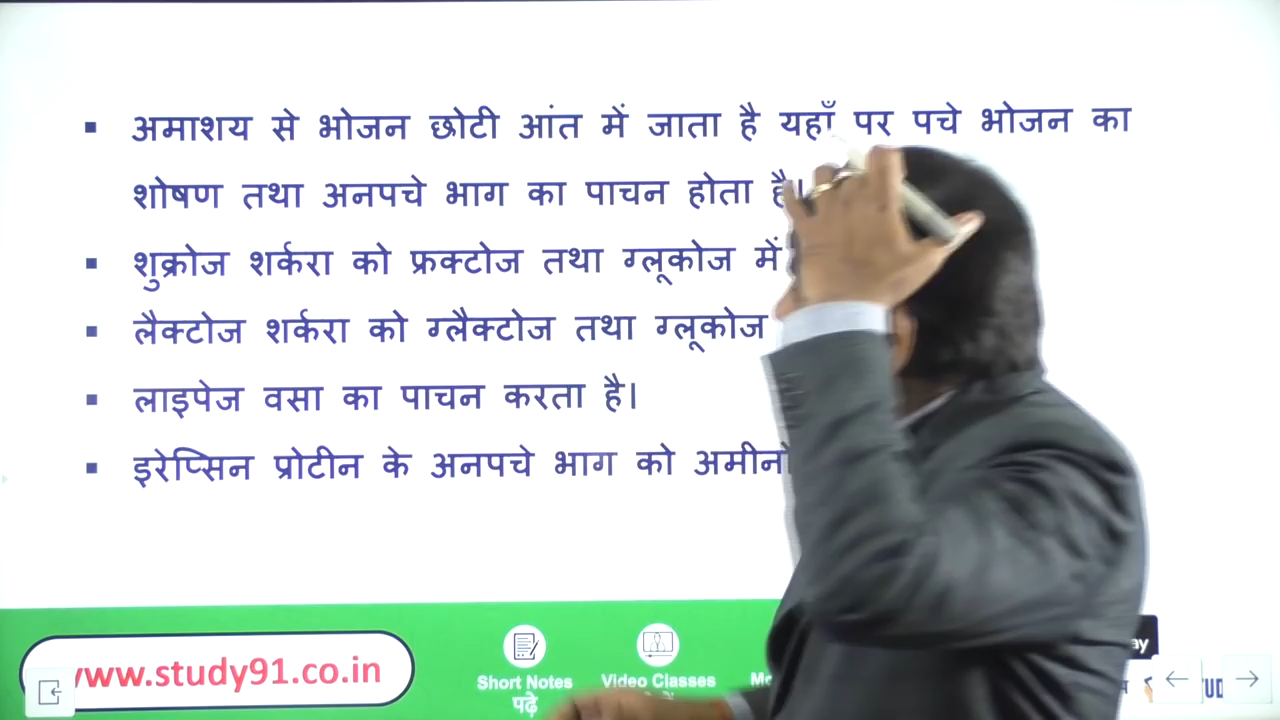 अमाशय से भोजन छोटी आंत में जाता है यहाँ पर पचे भोजन का
शोषण तथा अनपचे भाग का पाचन होता है।
शुक्रोज शर्करा को फ्रक्टोज तथा ग्लूकोज में
लैक्टोज शर्करा को ग्लैक्टोज तथा ग्लूकोज
लाइपेज वसा का पाचन करता है।
इरेप्सिन प्रोटीन के अनपचे भाग को
www.study91.co.in
Short Notes
पढ़े
Video Classes